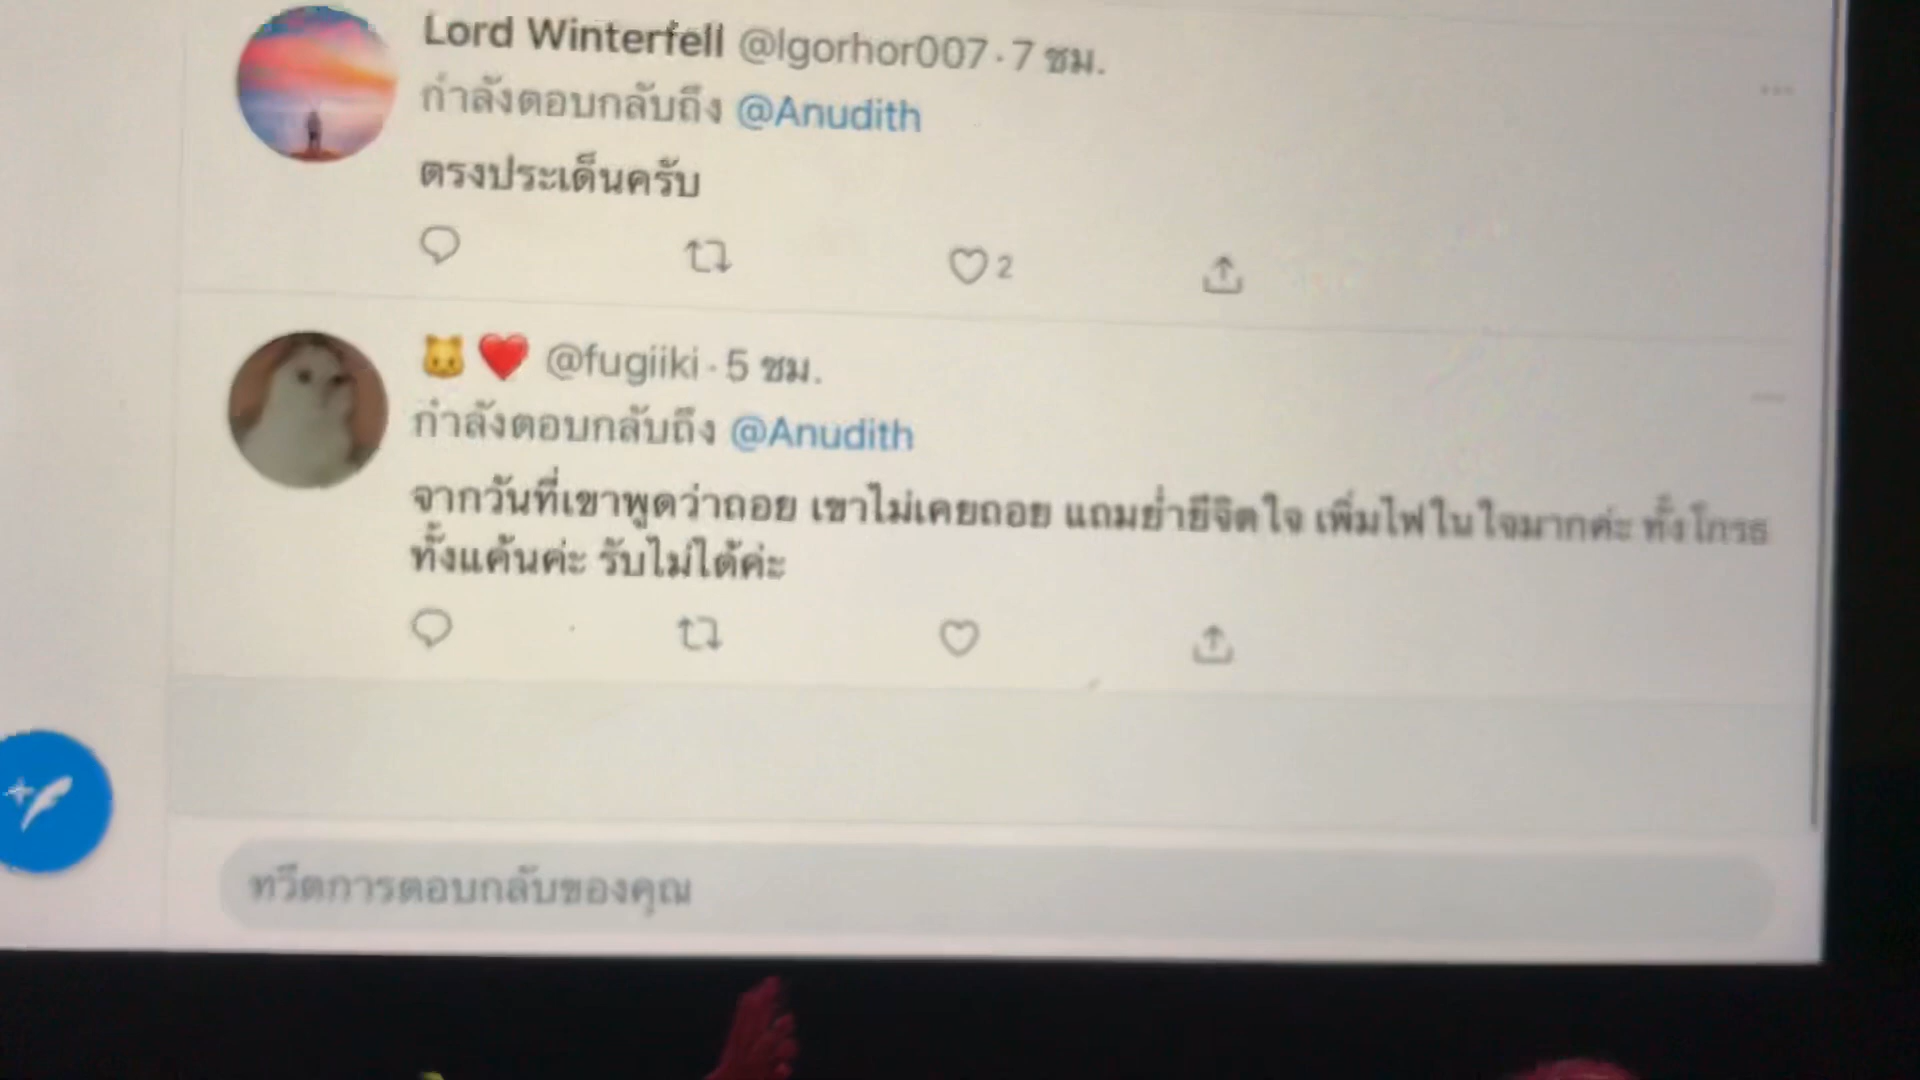 Lord Winterfell @Igorhor007 · 7 ชม.
กำลังตอบกลับถึง @Anudith
ตรงประเด็นครับ
2
🐱❤️ @fugiiki · 5 ชม.
กำลังตอบกลับถึง @Anudith
จากวันที่เขาพูดว่าถอย เขาไม่เคยถอย แถมย่ำยีจิตใจ เพิ่มไฟในใจมากค่ะ ทั้งโกรธ
ทั้งแค้นค่ะ รับไม่ได้ค่ะ
ทวีตการตอบกลับของคุณ